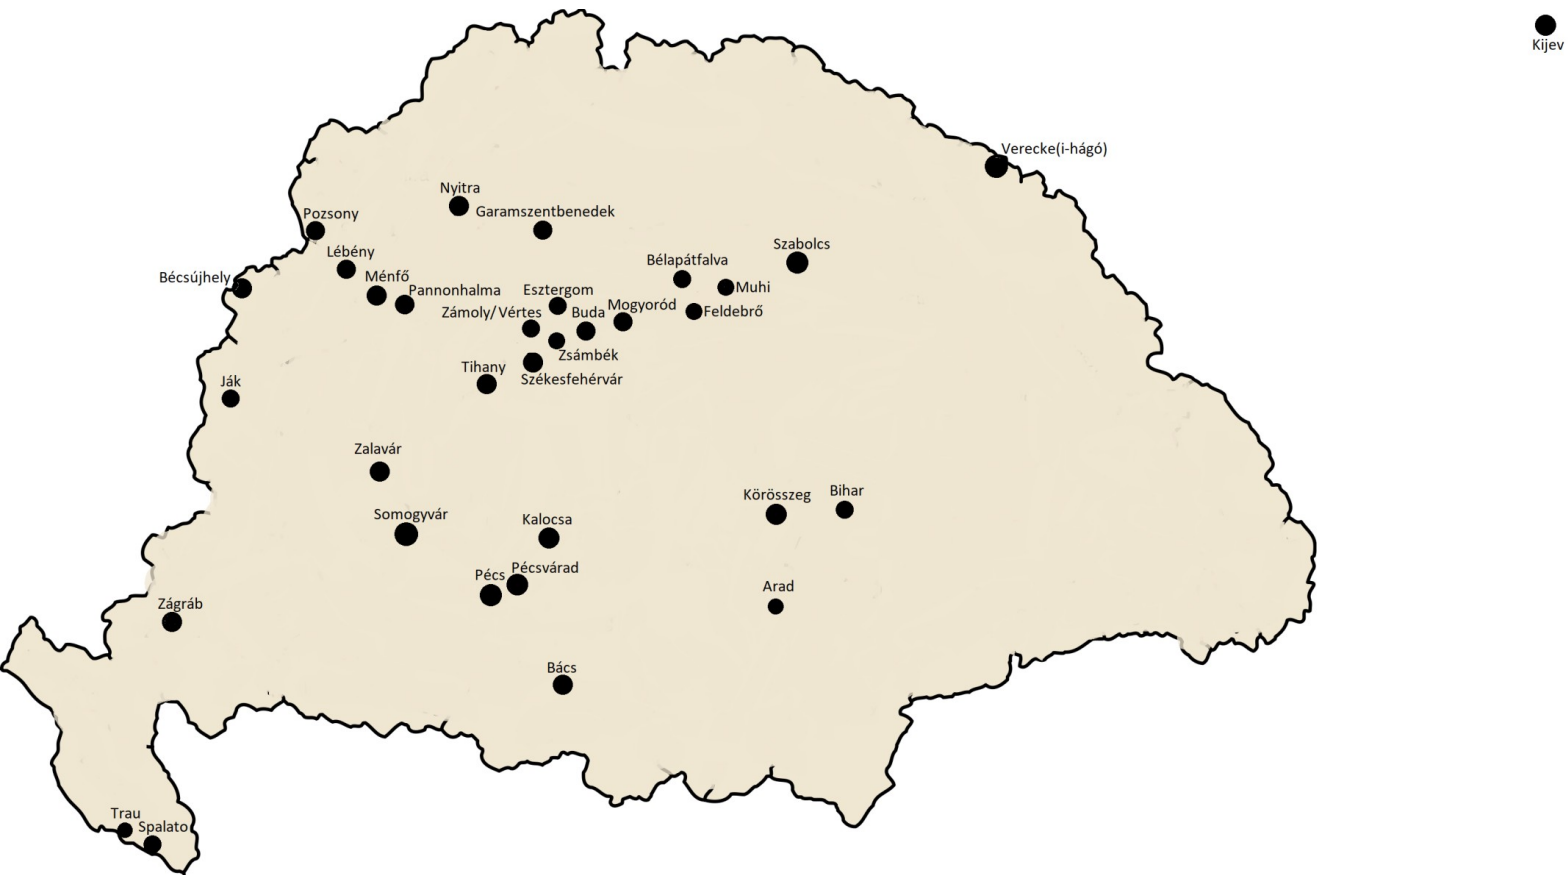 Kijev
Verecke(i-hágó)
Nyitra
Garamszentbenedek
Pozsony
Szabolcs
Lébény
Bélapátfalva
Bécsújhely
Ménfő
Muhi
Pannonhalma
Esztergom
Mogyoród
Zámoly/Vértes
Buda
Feldebrő
Zsámbék
Tihany
Székesfehérvár
Ják
Zalavár
Körösszeg
Bihar
Somogyvár
Kalocsa
Pécs
Pécsvárad
Arad
Zágráb
Bács
Trau
Spalato